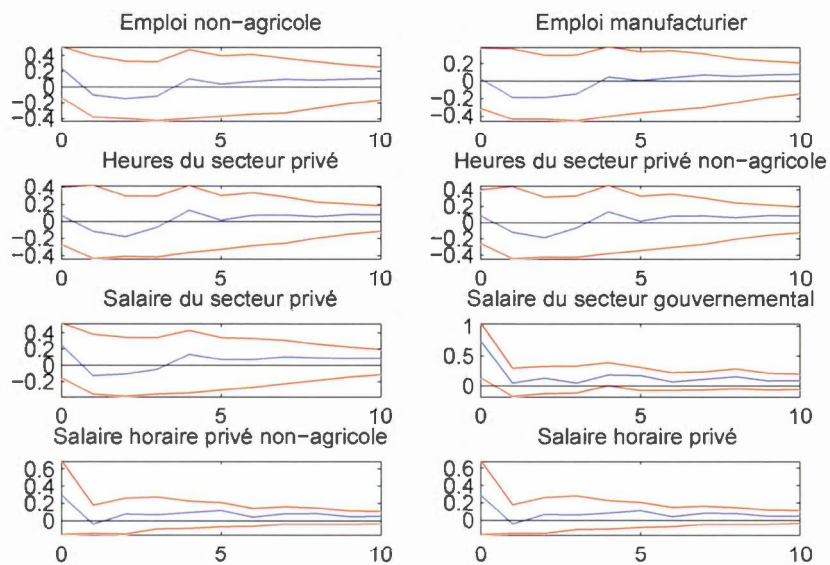 Emploi non-agricole
0.4
0.2
0
−0.2
−0.4
0 5 10
Emploi manufacturier
0.4
0.2
0
−0.2
−0.4
0 5 10
Heures du secteur privé
0.4
0.2
0
−0.2
−0.4
0 5 10
Heures du secteur privé non-agricole
0.4
0.2
0
−0.2
−0.4
0 5 10
Salaire du secteur privé
0.4
0.2
0
−0.2
0 5 10
Salaire du secteur gouvernemental
1
0.5
0
0 5 10
Salaire horaire privé non-agricole
0.6
0.4
0.2
0
0 5 10
Salaire horaire privé
0.6
0.4
0.2
0
0 5 10